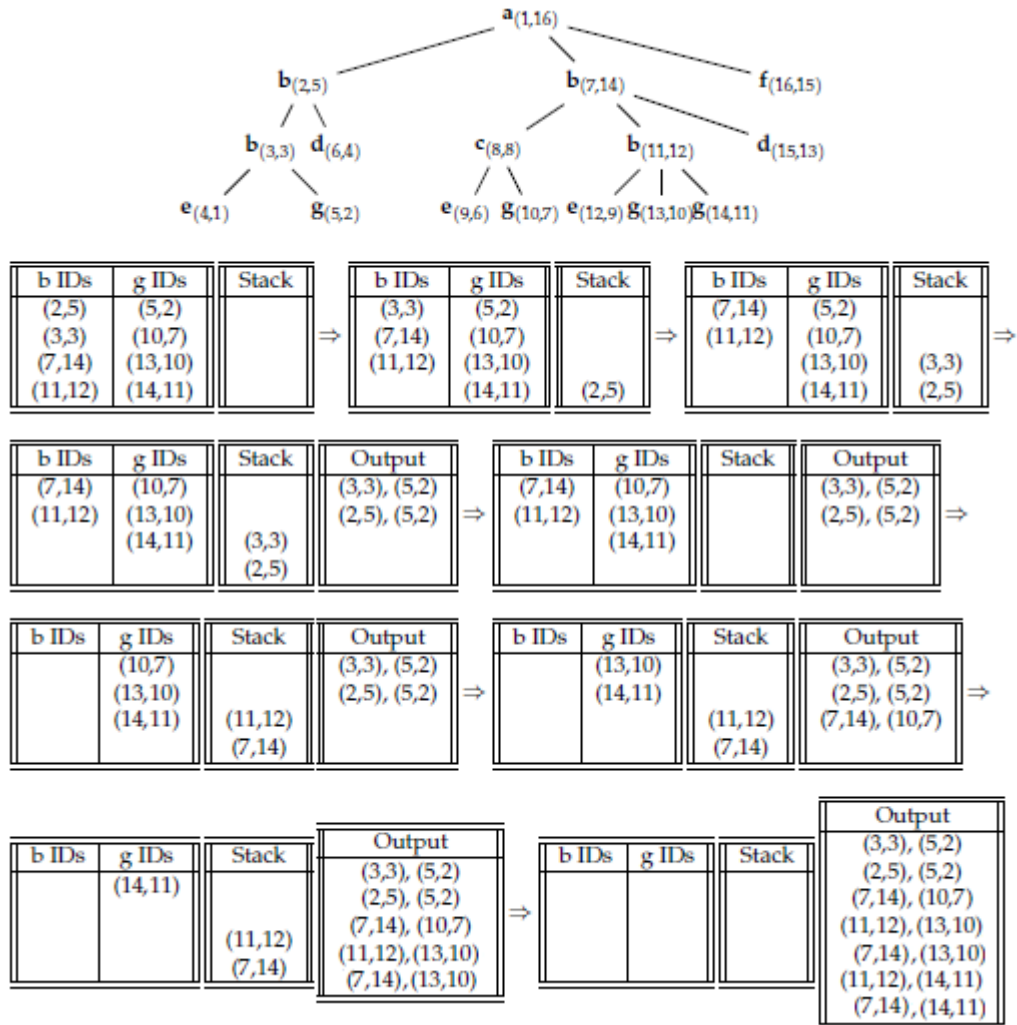 a(1,16)
b(2,5) b(7,14) f(16,15)
b(3,3) d(6,4) c(8,8) b(11,12) d(15,13)
e(4,1) g(5,2) e(9,6) g(10,7) e(12,9) g(13,10) g(14,11)
b IDs g IDs Stack b IDs g IDs Stack b IDs g IDs Stack
(2,5) (5,2) (3,3) (5,2) (7,14) (5,2)
(3,3) (10,7) ⇒ (7,14) (10,7) ⇒ (11,12) (10,7) ⇒
(7,14) (13,10) (11,12) (13,10) (13,10) (3,3)
(11,12) (14,11) (14,11) (2,5) (14,11) (2,5)
b IDs g IDs Stack Output b IDs g IDs Stack Output
(7,14) (10,7) (3,3), (5,2) (7,14) (10,7) (3,3), (5,2)
(11,12) (13,10) (2,5), (5,2) ⇒ (11,12) (13,10) (2,5), (5,2) ⇒
(14,11) (3,3) (14,11)
(2,5)
b IDs g IDs Stack Output b IDs g IDs Stack Output
(10,7) (3,3), (5,2) (13,10) (3,3), (5,2)
(13,10) (2,5), (5,2) ⇒ (14,11) (2,5), (5,2) ⇒
(14,11) (11,12) (11,12) (7,14), (10,7)
(7,14) (7,14)
b IDs g IDs Stack Output b IDs g IDs Stack Output
(14,11) (3,3), (5,2) (3,3), (5,2)
(2,5), (5,2) ⇒ (2,5), (5,2)
(7,14), (10,7) (7,14), (10,7)
(11,12) (11,12),(13,10) (11,12),(13,10)
(7,14) (7,14),(13,10) (7,14),(13,10)
(11,12),(14,11)
(7,14),(14,11)